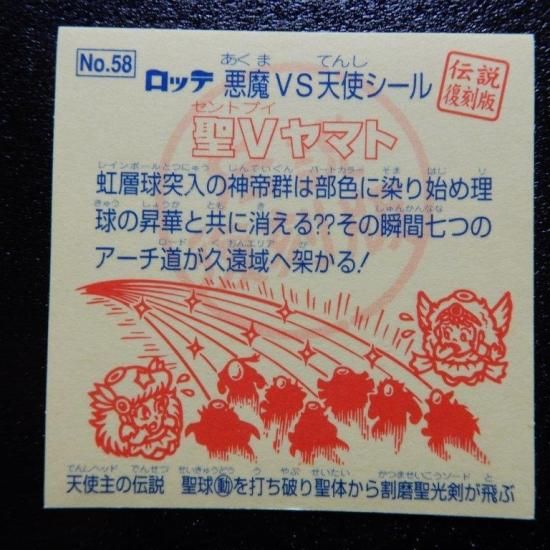 No.58
ロッテ 悪魔VS天使シール
あくま てんし
伝説
復刻版
セントブイ
聖Vヤマト
レインボールとつにゅう しんていぐん パートカラー そま はじ り
虹層球突入の神帝群は部色に染り始め理
きゅう しょうか とも き しゅんかんなな
球の昇華と共に消える??その瞬間七つの
ロード くおんエリア か
アーチ道が久遠域へ架かる!
てんしヘッド でんせつ せいきゅうどう う やぶ せいたい かつませいこうソード と
天使主の伝説 聖球動を打ち破り聖体から割磨聖光剣が飛ぶ